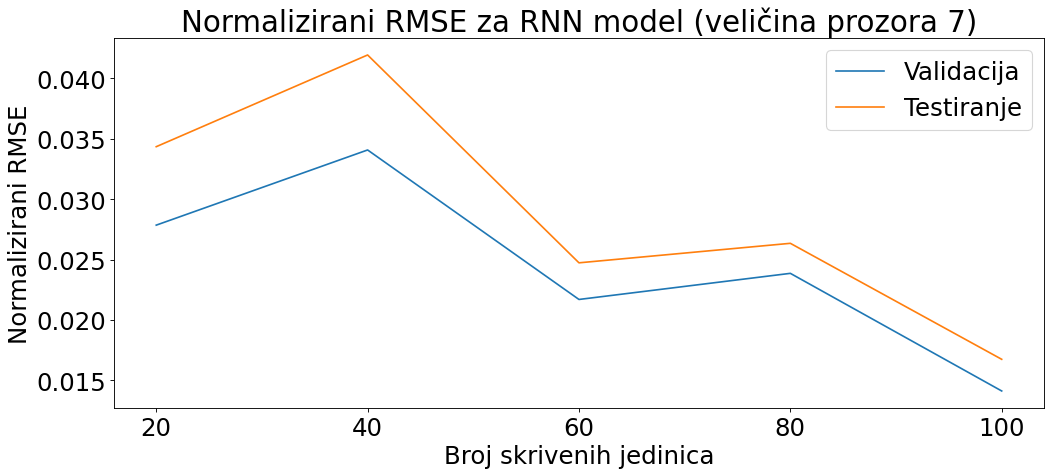 Normalizirani RMSE za RNN model (veličina prozora 7)
Validacija
Testiranje
Normalizirani RMSE
0.040
0.035
0.030
0.025
0.020
0.015
20 40 60 80 100
Broj skrivenih jedinica